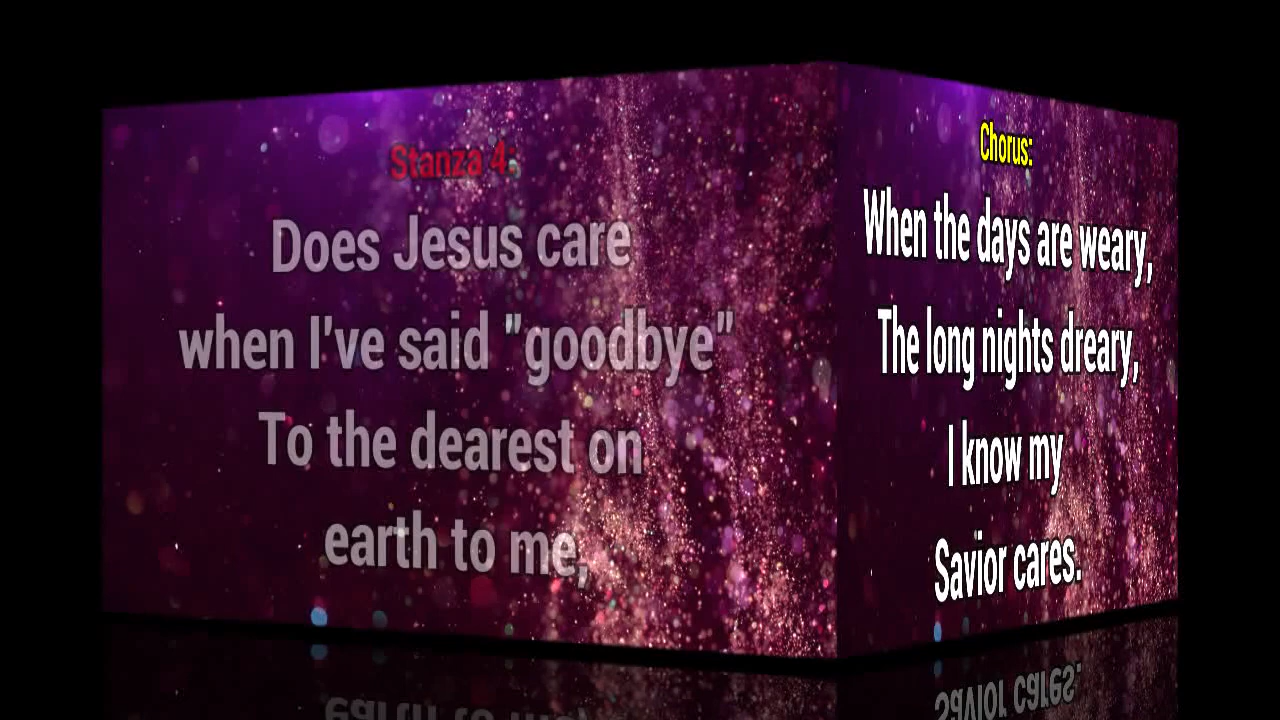 Stanza 4:
Does Jesus care
when I've said "goodbye"
To the dearest on
earth to me,
Chorus:
When the days are weary,
The long nights dreary,
I know my
Savior cares.